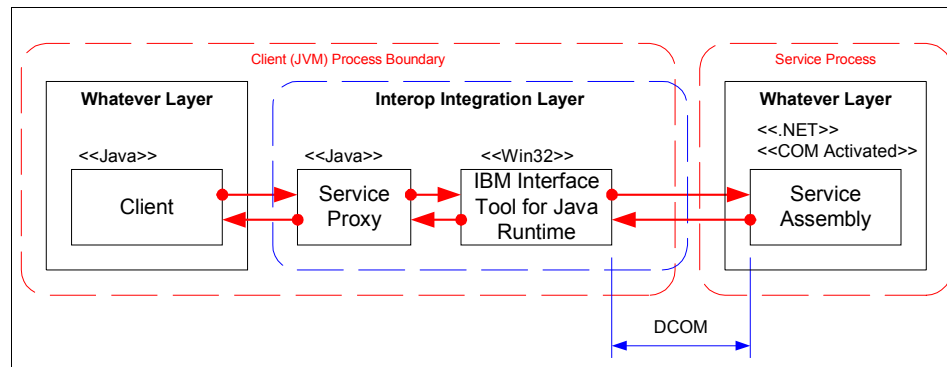 Client (JVM) Process Boundary
Service Process
Whatever Layer
Interop Integration Layer
Whatever Layer
<<Java>>
<<Java>>
<<Win32>>
<<.NET>>
<<COM Activated>>
Client
Service
Proxy
IBM Interface
Tool for Java
Runtime
Service
Assembly
DCOM